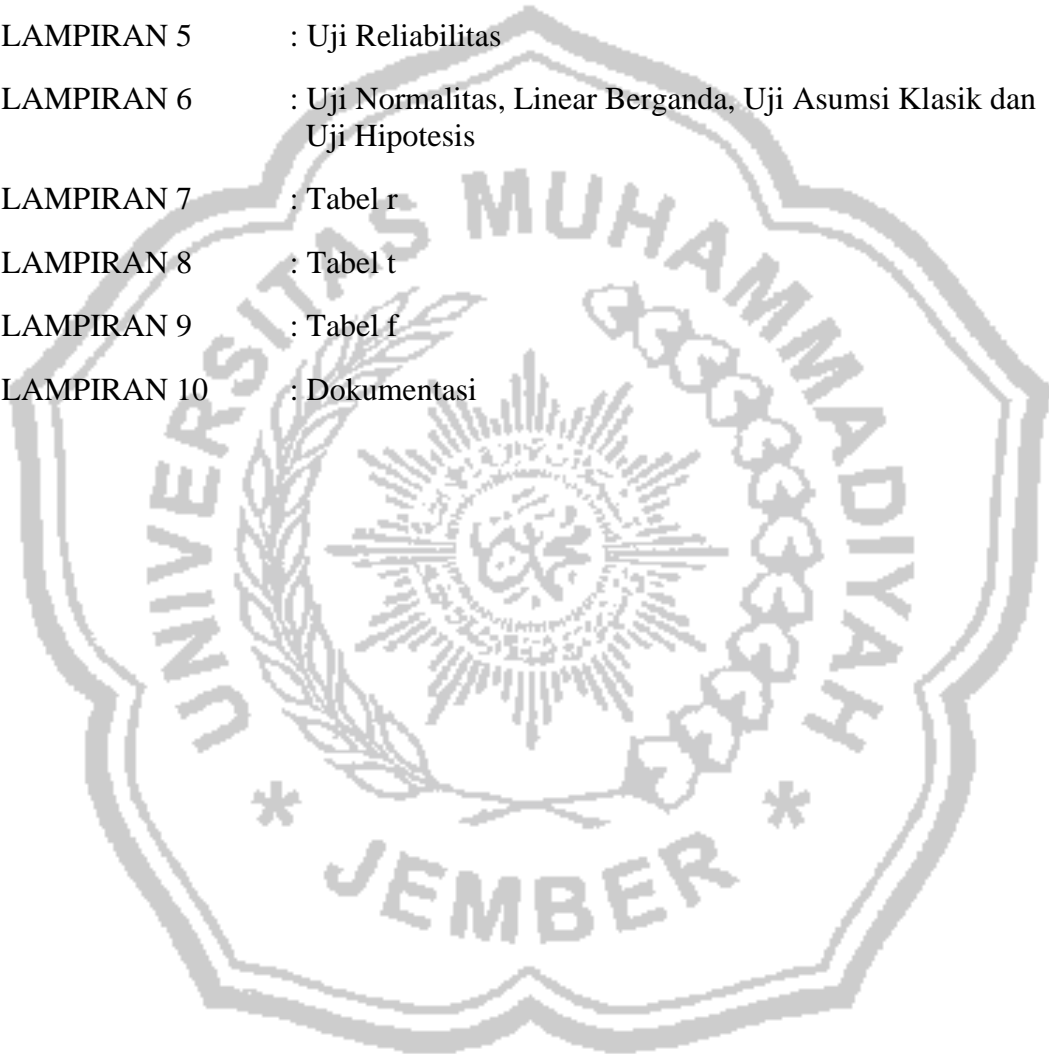 LAMPIRAN 5 : Uji Reliabilitas
LAMPIRAN 6 : Uji Normalitas, Linear Berganda, Uji Asumsi Klasik dan
Uji Hipotesis
LAMPIRAN 7 : Tabel r
LAMPIRAN 8 : Tabel t
LAMPIRAN 9 : Tabel f
LAMPIRAN 10 : Dokumentasi
UNIVERSITAS MUHAMMADIYAH
* JEMBER *